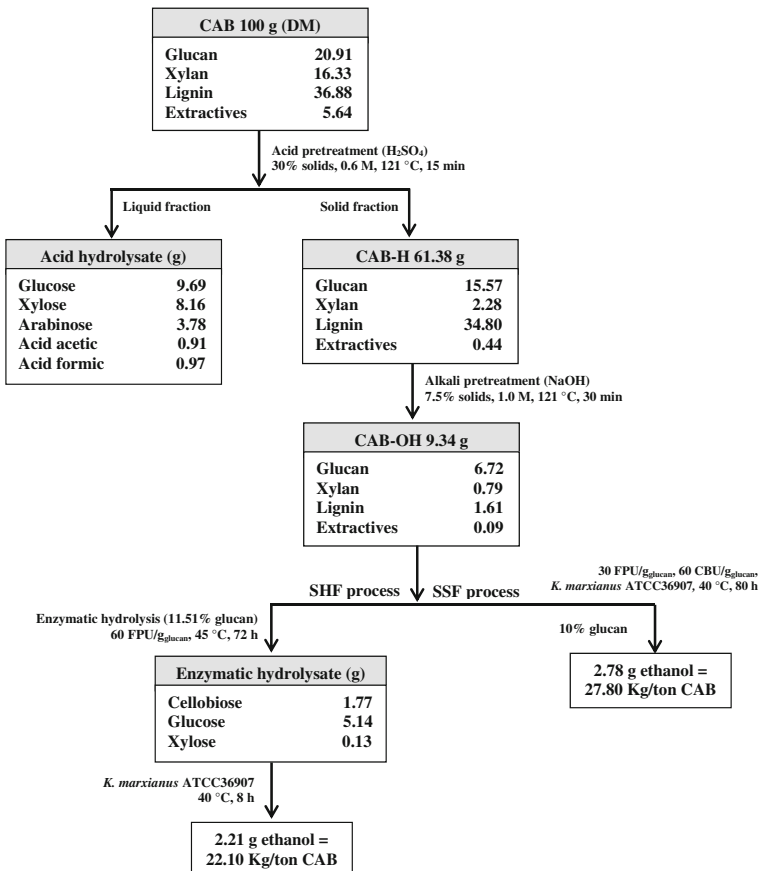 CAB 100 g (DM)
Glucan 20.91
Xylan 16.33
Lignin 36.88
Extractives 5.64
Acid pretreatment (H₂SO₄)
30% solids, 0.6 M, 121 °C, 15 min
Liquid fraction
Solid fraction
Acid hydrolysate (g)
Glucose 9.69
Xylose 8.16
Arabinose 3.78
Acid acetic 0.91
Acid formic 0.97
CAB-H 61.38 g
Glucan 15.57
Xylan 2.28
Lignin 34.80
Extractives 0.44
Alkali pretreatment (NaOH)
7.5% solids, 1.0 M, 121 °C, 30 min
CAB-OH 9.34 g
Glucan 6.72
Xylan 0.79
Lignin 1.61
Extractives 0.09
SHF process
SSF process
30 FPU/gglucan, 60 CBU/gglucan,
K. marxianus ATCC36907, 40 °C, 80 h
Enzymatic hydrolysis (11.51% glucan)
60 FPU/gglucan, 45 °C, 72 h
10% glucan
Enzymatic hydrolysate (g)
Cellobiose 1.77
Glucose 5.14
Xylose 0.13
2.78 g ethanol =
27.80 Kg/ton CAB
K. marxianus ATCC36907
40 °C, 8 h
2.21 g ethanol =
22.10 Kg/ton CAB